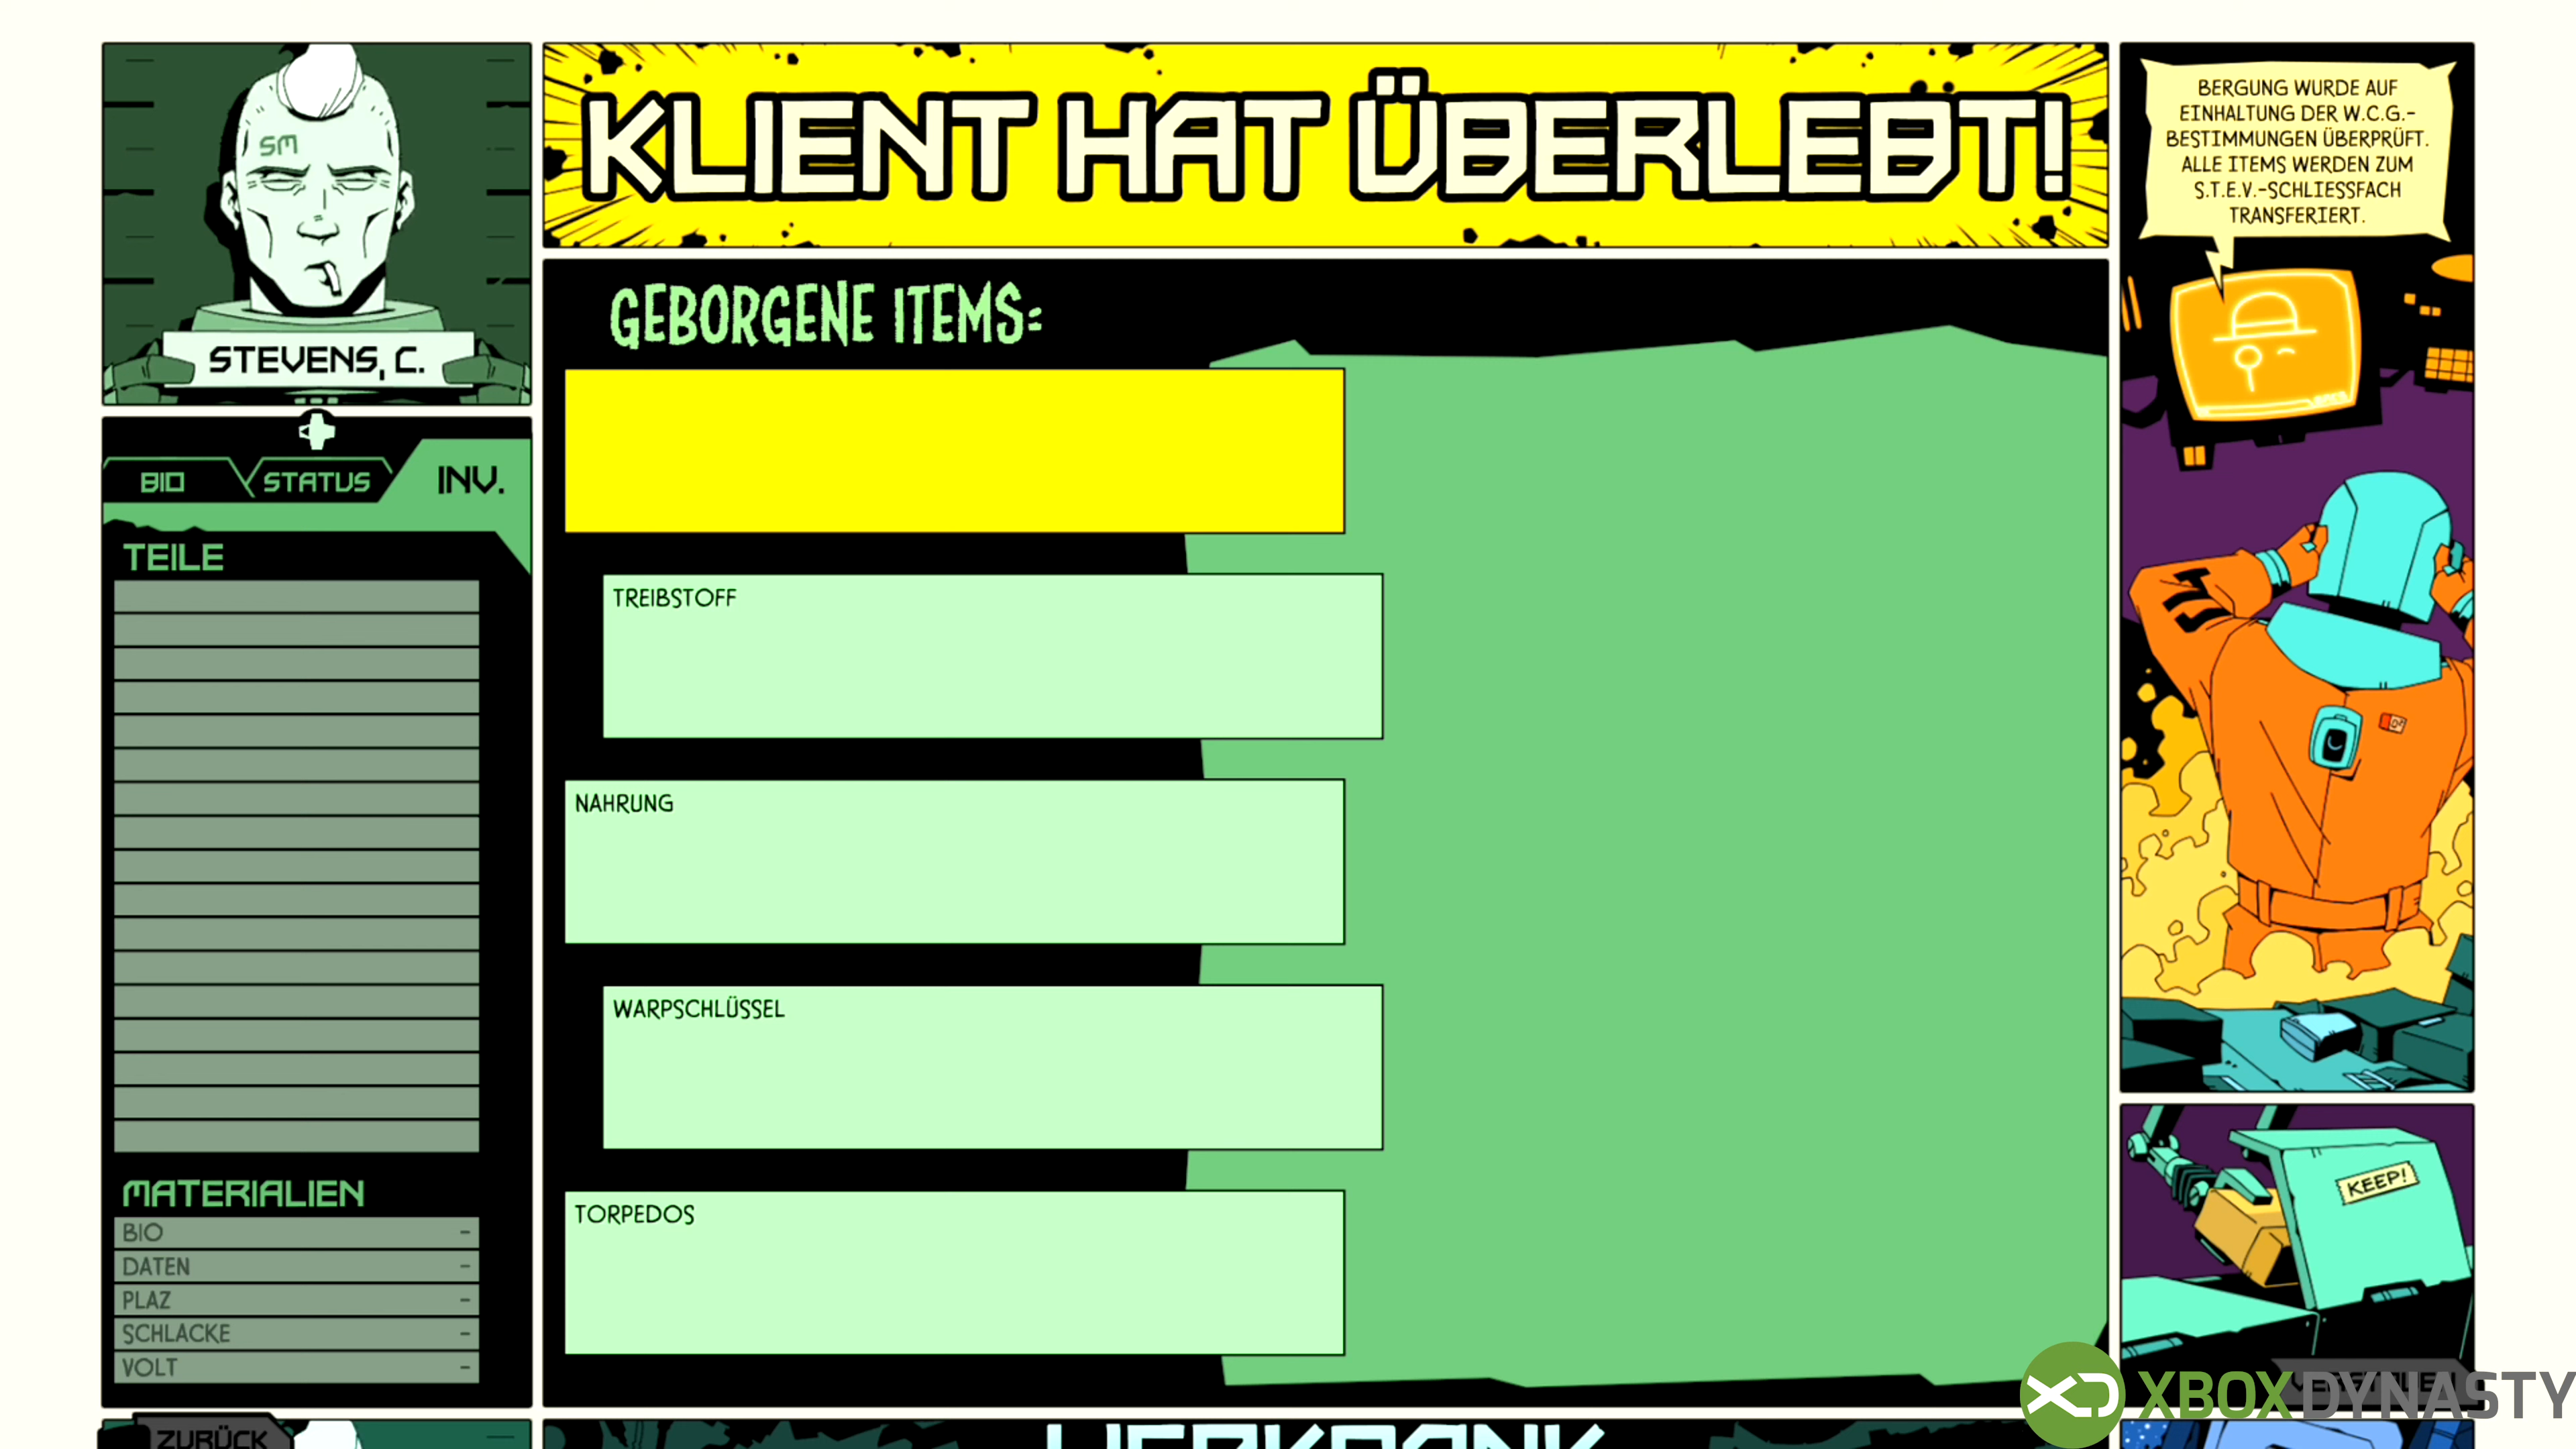 SM
STEVENS, C.
BIO
STATUS
INV.
TEILE
MATERIALIEN
BIO -
DATEN -
PLAZ -
SCHLACKE -
VOLT -
ZURÜCK
KLIENT HAT ÜBERLEBT!
GEBORGENE ITEMS:
TREIBSTOFF
NAHRUNG
WARPSCHLÜSSEL
TORPEDOS
WERKBANK
BERGUNG WURDE AUF
EINHALTUNG DER W.C.G.-
BESTIMMUNGEN ÜBERPRÜFT.
ALLE ITEMS WERDEN ZUM
S.T.E.V.-SCHLIESSFACH
TRANSFERIERT.
KEEP!
XBOXDYNASTY